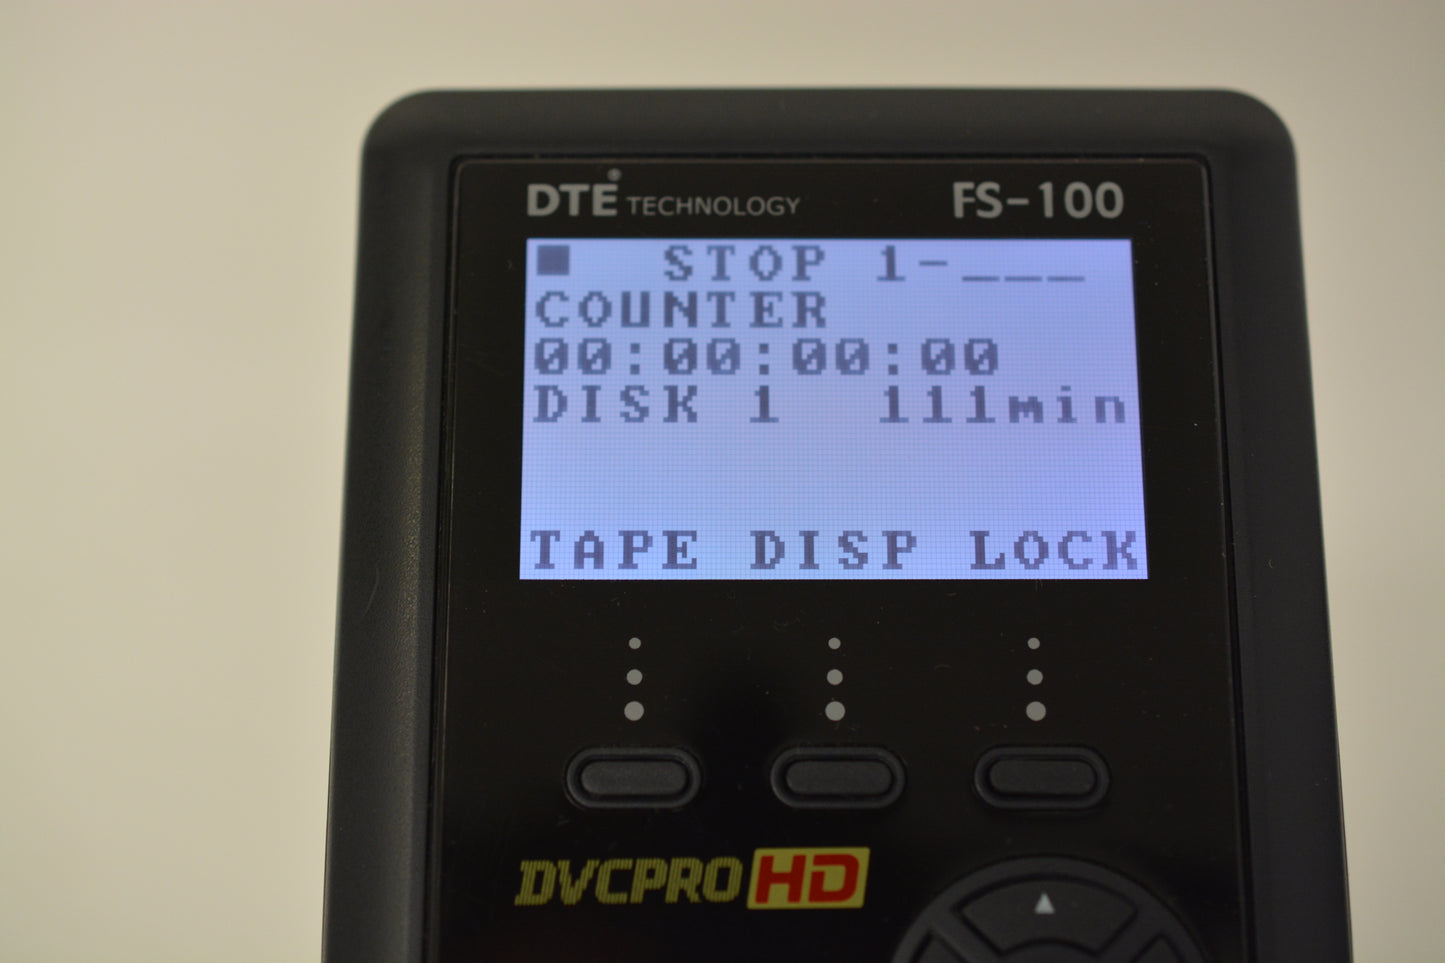 DTE® TECHNOLOGY FS-100
■ STOP 1-___
COUNTER
00:00:00:00
DISK 1 111min
TAPE DISP LOCK
DVCPRO HD